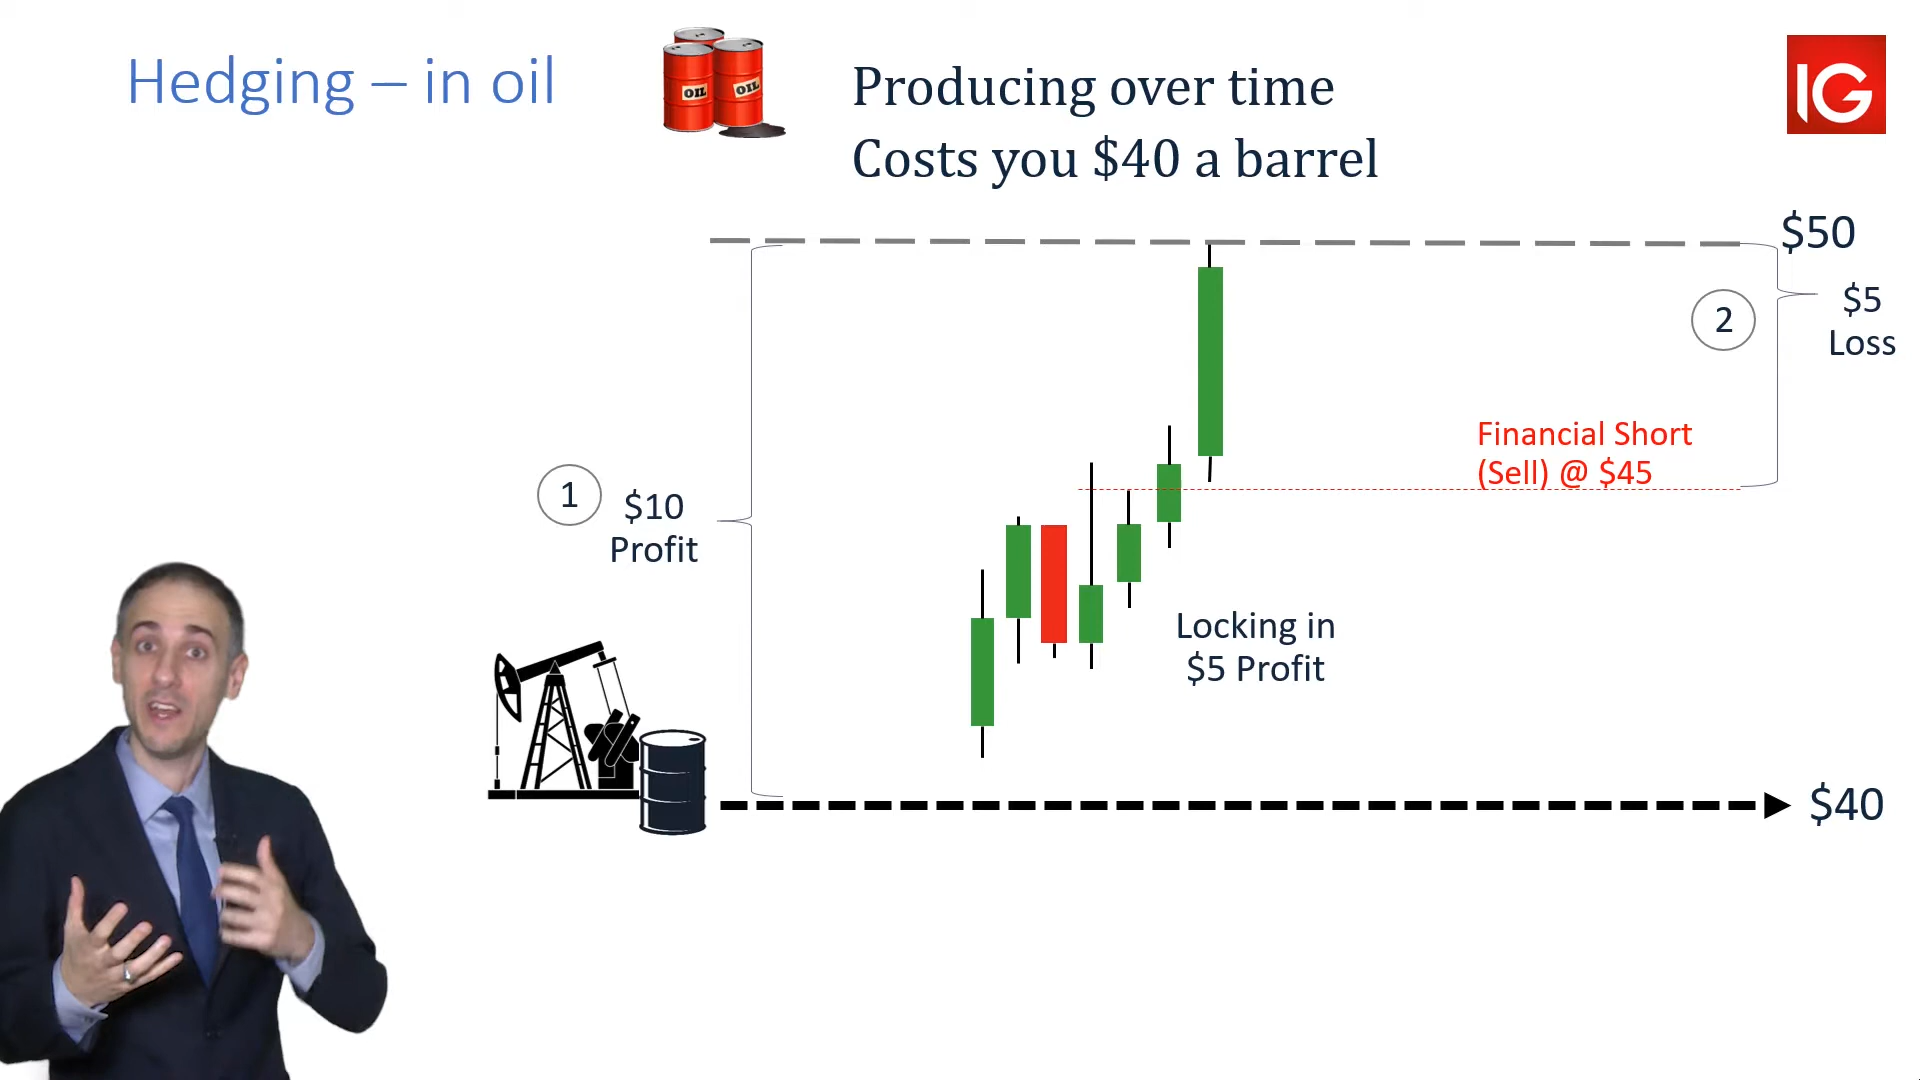 Hedging – in oil
OIL
OIL
Producing over time
Costs you $40 a barrel
IG
$50
$5
Loss
2
Financial Short
(Sell) @ $45
1
$10
Profit
Locking in
$5 Profit
$40